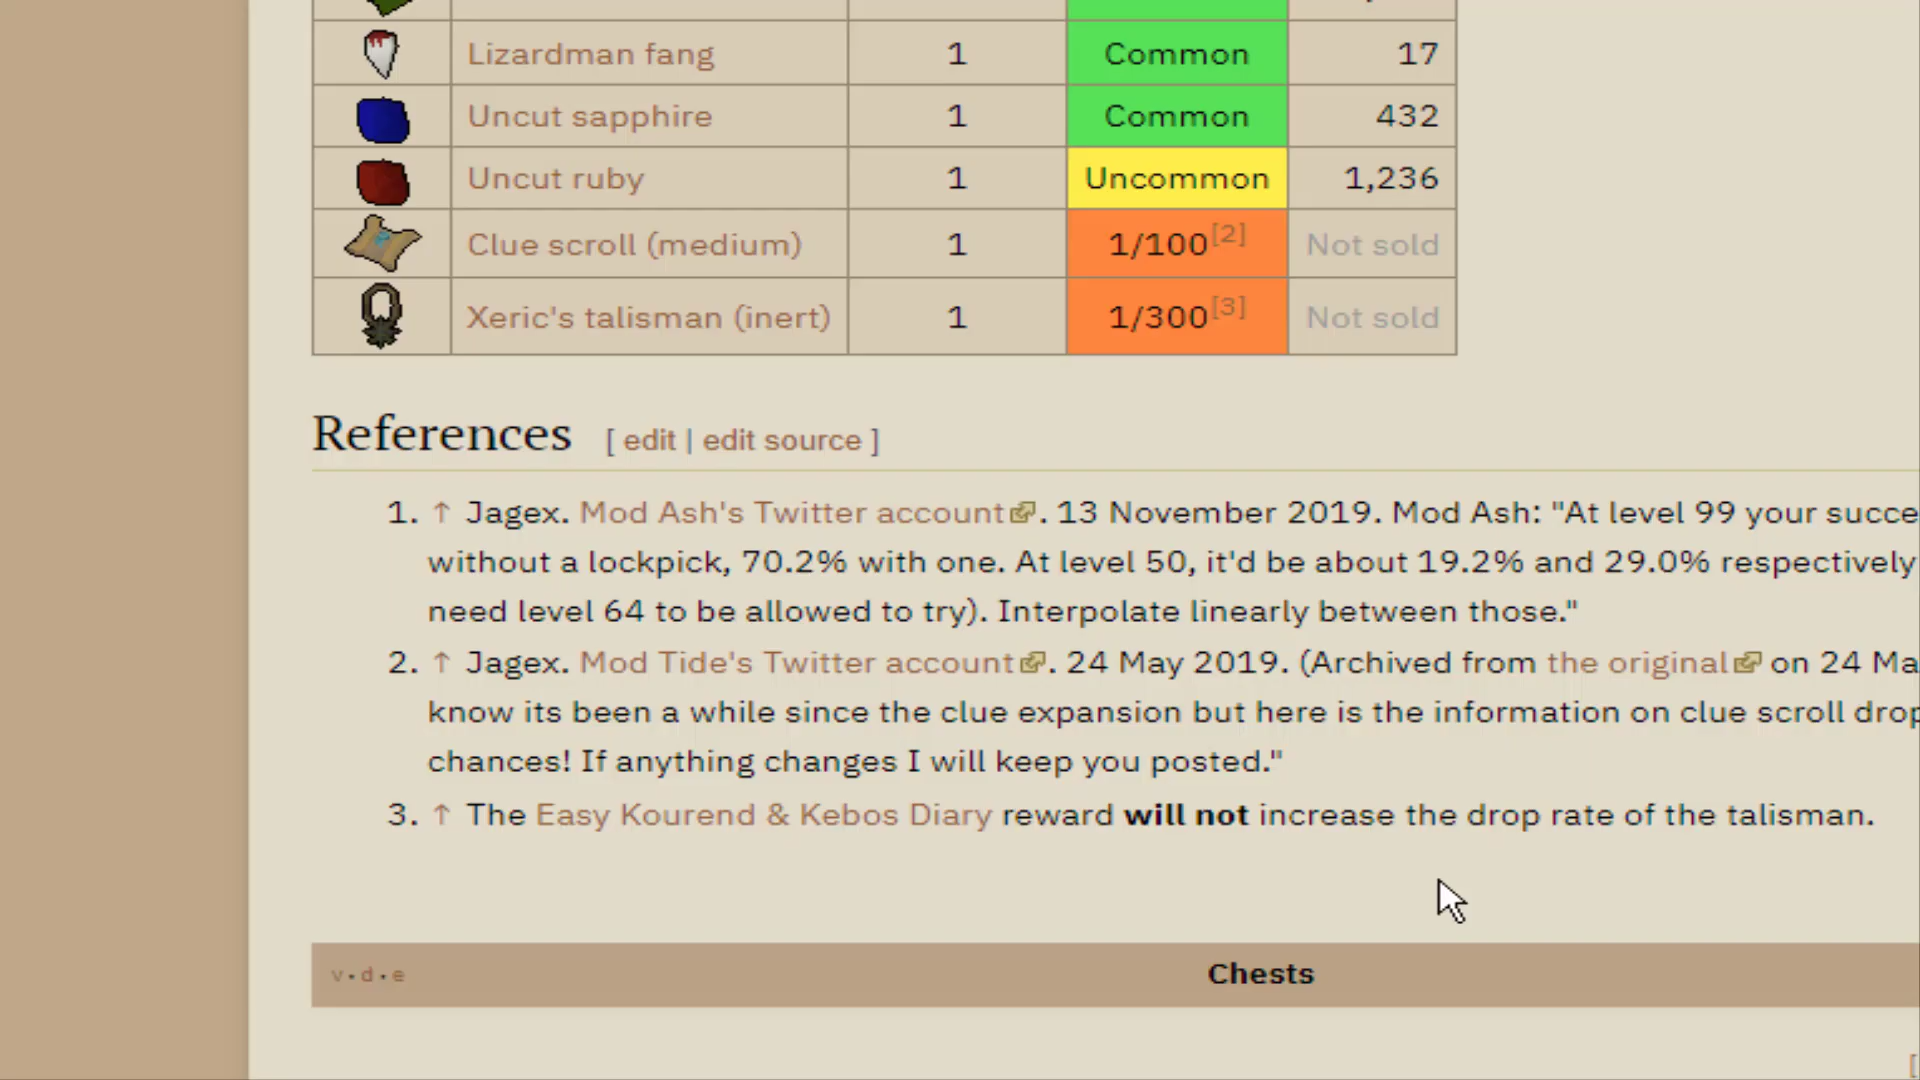 Lizardman fang 1 Common 17
Uncut sapphire 1 Common 432
Uncut ruby 1 Uncommon 1,236
Clue scroll (medium) 1 1/100[2] Not sold
Xeric's talisman (inert) 1 1/300[3] Not sold
References [ edit | edit source ]
1. ↑ Jagex. Mod Ash's Twitter account. 13 November 2019. Mod Ash: "At level 99 your
without a lockpick, 70.2% with one. At level 50, it'd be about 19.2% and 29.0% respectively
need level 64 to be allowed to try). Interpolate linearly between those."
2. ↑ Jagex. Mod Tide's Twitter account. 24 May 2019. (Archived from the original on 24
know its been a while since the clue expansion but here is the information on clue scroll
chances! If anything changes I will keep you posted."
3. ↑ The Easy Kourend & Kebos Diary reward will not increase the drop rate of the talisman.
v•d•e Chests
[